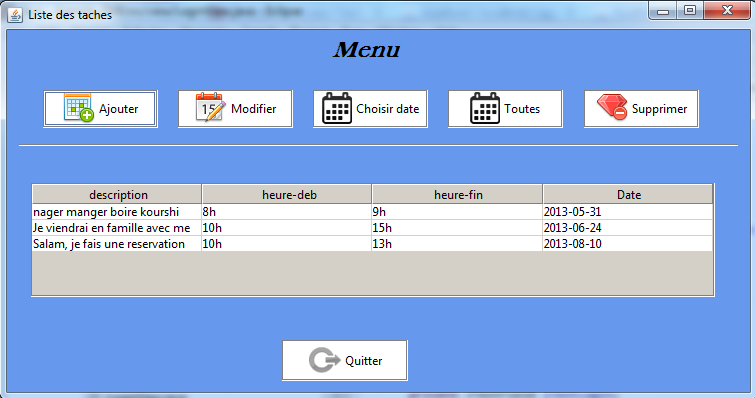 Liste des taches
Menu
Ajouter Modifier Choisir date Toutes Supprimer
description heure-deb heure-fin Date
nager manger boire kourshi 8h 9h 2013-05-31
Je viendrai en famille avec me 10h 15h 2013-06-24
Salam, je fais une reservation 10h 13h 2013-08-10
Quitter